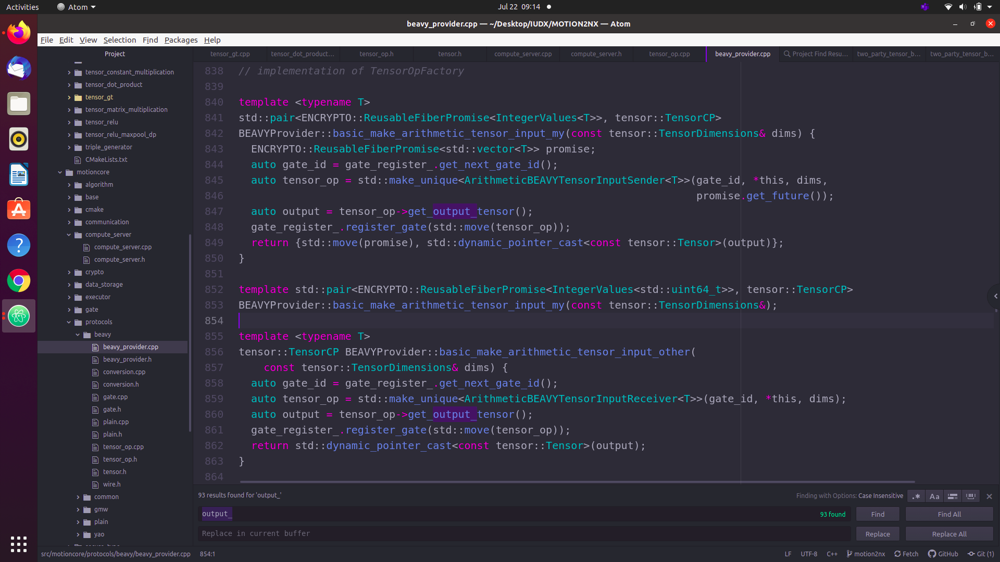 Activities
Atom
Jul 22 09:14
beavy_provider.cpp — ~/Desktop/IUDX/MOTION2NX — Atom
File Edit View Selection Find Packages Help
Project
tensor_constant_multiplication
tensor_dot_product
tensor_gt
tensor_matrix_multiplication
tensor_relu
tensor_relu_maxpool_dp
triple_generator
CMakeLists.txt
motioncore
algorithm
base
cmake
communication
compute_server
compute_server.cpp
compute_server.h
crypto
data_storage
executor
gate
protocols
beavy
beavy_provider.cpp
beavy_provider.h
conversion.cpp
conversion.h
gate.cpp
gate.h
plain.cpp
plain.h
tensor_op.cpp
tensor_op.h
tensor.h
wire.h
common
gmw
plain
yao
tensor_gt.cpp
tensor_dot_product…
tensor_op.h
tensor.h
compute_server.cpp
compute_server.h
tensor_op.cpp
beavy_provider.cpp
Project Find Resu…
two_party_tensor_b…
two_party_tensor_b…
838 // implementation of TensorOpFactory
839
840 template <typename T>
841 std::pair<ENCRYPTO::ReusableFiberPromise<IntegerValues<T>>, tensor::TensorCP>
842 BEAVYProvider::basic_make_arithmetic_tensor_input_my(const tensor::TensorDimensions& dims) {
843   ENCRYPTO::ReusableFiberPromise<std::vector<T>> promise;
844   auto gate_id = gate_register_.get_next_gate_id();
845   auto tensor_op = std::make_unique<ArithmeticBEAVYTensorInputSender<T>>(gate_id, *this, dims,
846                                                                          promise.get_future());
847   auto output = tensor_op->get_output_tensor();
848   gate_register_.register_gate(std::move(tensor_op));
849   return {std::move(promise), std::dynamic_pointer_cast<const tensor::Tensor>(output)};
850 }
851
852 template std::pair<ENCRYPTO::ReusableFiberPromise<IntegerValues<std::uint64_t>>, tensor::TensorCP>
853 BEAVYProvider::basic_make_arithmetic_tensor_input_my(const tensor::TensorDimensions&);
854
855 template <typename T>
856 tensor::TensorCP BEAVYProvider::basic_make_arithmetic_tensor_input_other(
857     const tensor::TensorDimensions& dims) {
858   auto gate_id = gate_register_.get_next_gate_id();
859   auto tensor_op = std::make_unique<ArithmeticBEAVYTensorInputReceiver<T>>(gate_id, *this, dims);
860   auto output = tensor_op->get_output_tensor();
861   gate_register_.register_gate(std::move(tensor_op));
862   return std::dynamic_pointer_cast<const tensor::Tensor>(output);
863 }
864
93 results found for 'output_'
Finding with Options: Case Insensitive
.* Aa
output_
93 found
Find
Find All
Replace in current buffer
Replace
Replace All
src/motioncore/protocols/beavy/beavy_provider.cpp 854:1
LF UTF-8 C++ motion2nx Fetch GitHub Git (1)